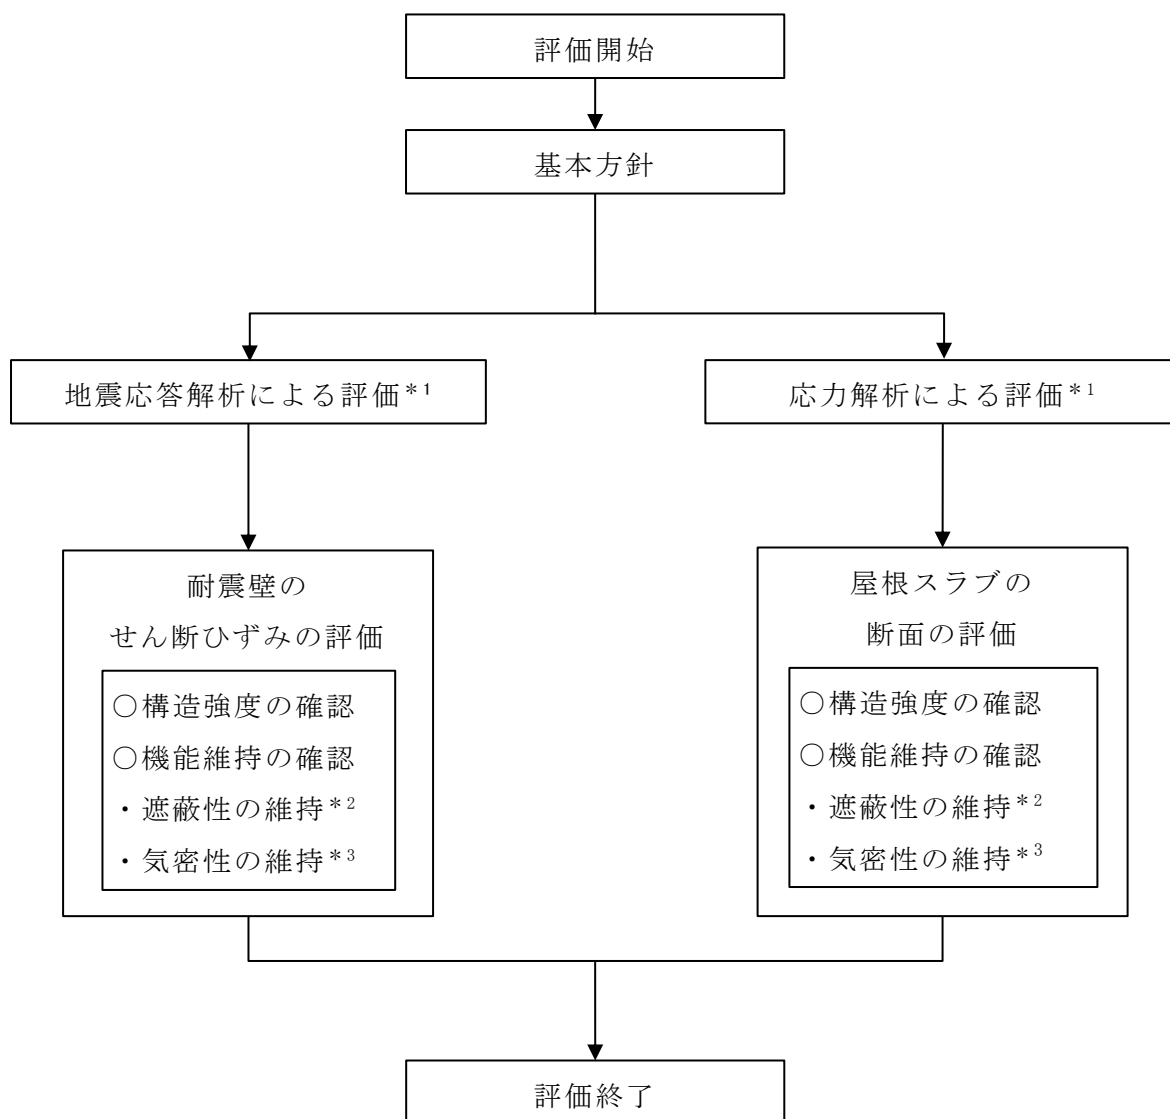 評価開始
基本方針
地震応答解析による評価*1
応力解析による評価*1
耐震壁の
せん断ひずみの評価
○構造強度の確認
○機能維持の確認
・遮蔽性の維持*2
・気密性の維持*3
屋根スラブの
断面の評価
○構造強度の確認
○機能維持の確認
・遮蔽性の維持*2
・気密性の維持*3
評価終了